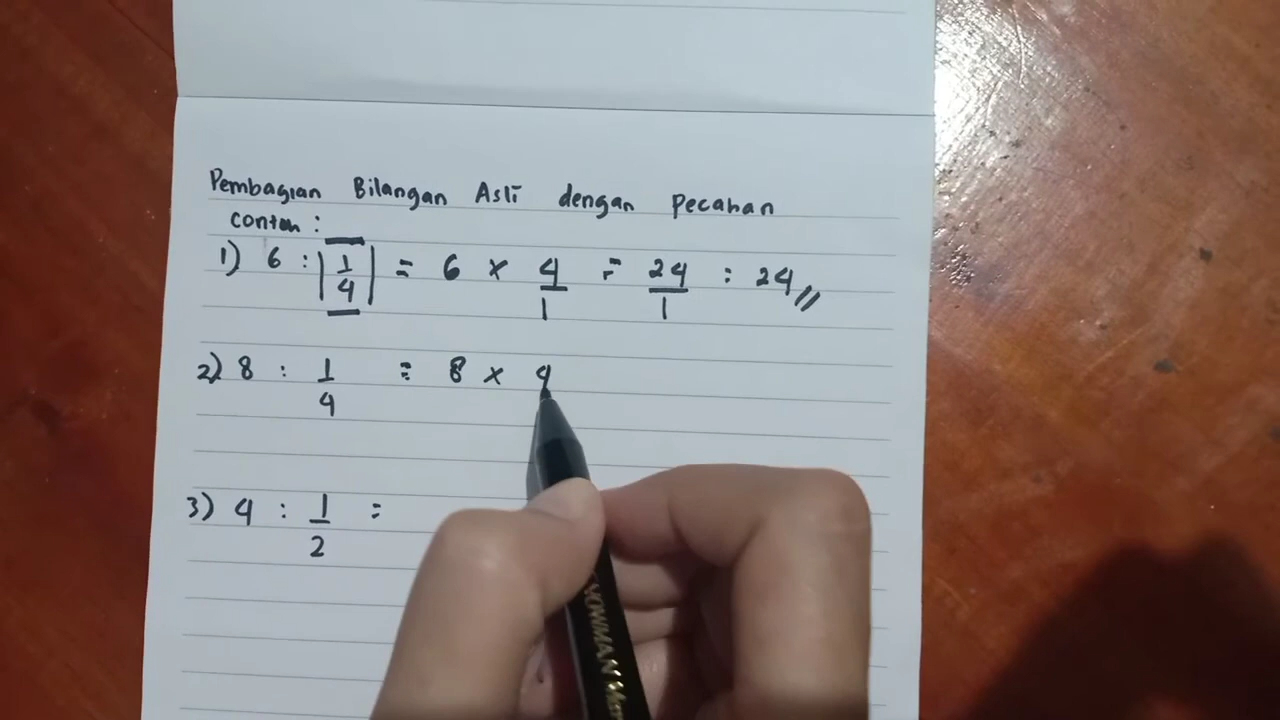 Pembagian Bilangan Asli dengan Pecahan
Contoh :
1) 6 : 1/4 = 6 × 4/1 = 24/1 = 24 //
2) 8 : 1/4 = 8 × 4
3) 4 : 1/2 =